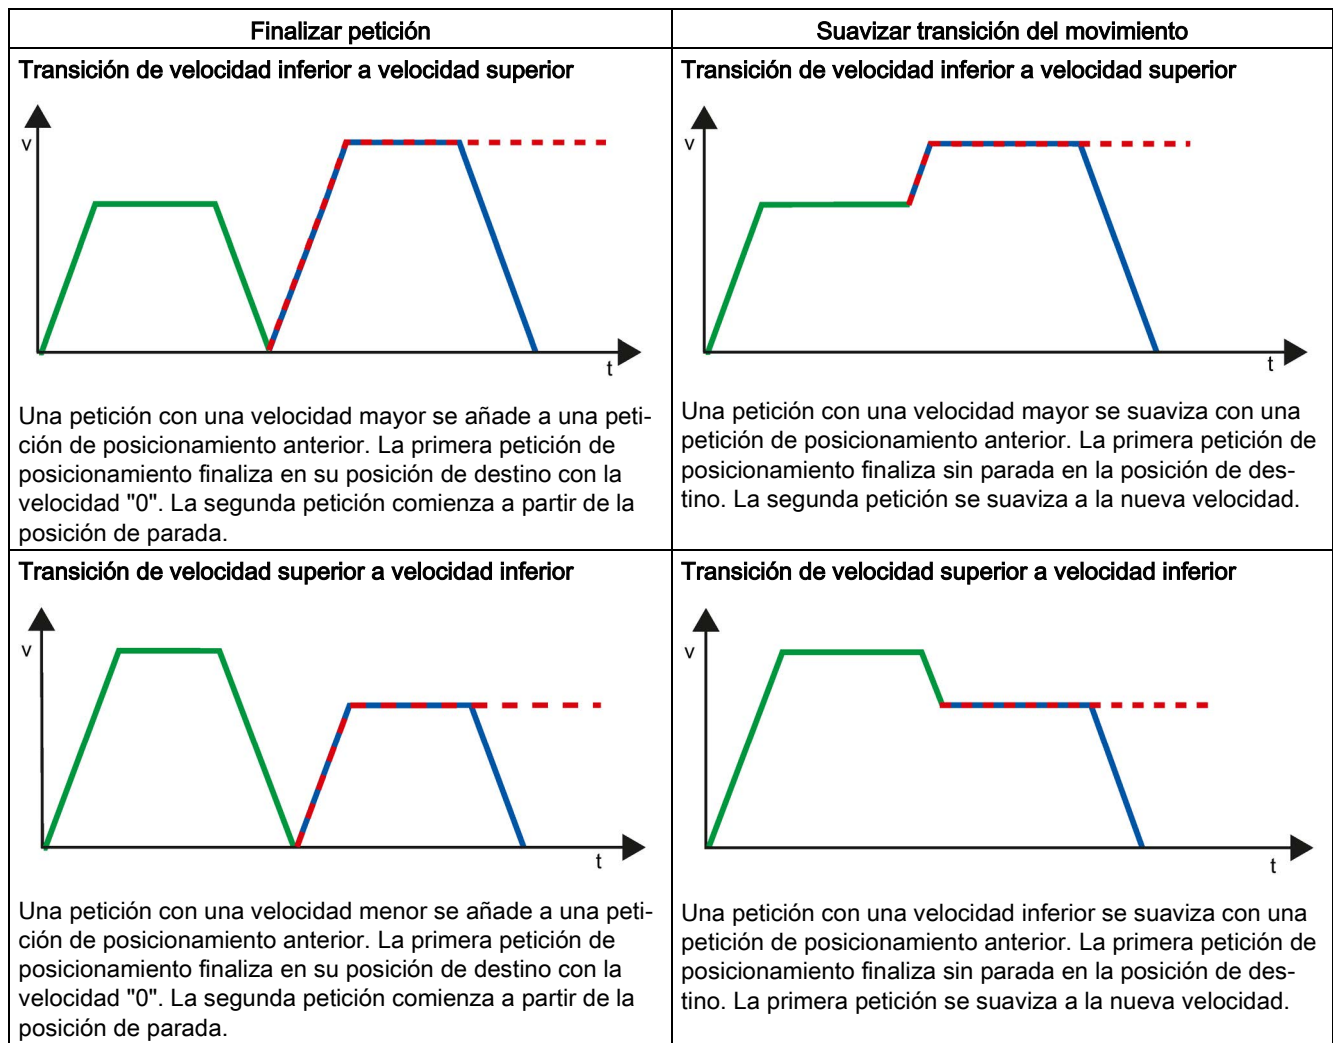 Finalizar petición
Suavizar transición del movimiento
Transición de velocidad inferior a velocidad superior
v
t
Una petición con una velocidad mayor se añade a una peti-
ción de posicionamiento anterior. La primera petición de
posicionamiento finaliza en su posición de destino con la
velocidad "0". La segunda petición comienza a partir de la
posición de parada.
Transición de velocidad inferior a velocidad superior
v
t
Una petición con una velocidad mayor se suaviza con una
petición de posicionamiento anterior. La primera petición de
posicionamiento finaliza sin parada en la posición de des-
tino. La segunda petición se suaviza a la nueva velocidad.
Transición de velocidad superior a velocidad inferior
v
t
Una petición con una velocidad menor se añade a una peti-
ción de posicionamiento anterior. La primera petición de
posicionamiento finaliza en su posición de destino con la
velocidad "0". La segunda petición comienza a partir de la
posición de parada.
Transición de velocidad superior a velocidad inferior
v
t
Una petición con una velocidad inferior se suaviza con una
petición de posicionamiento anterior. La primera petición de
posicionamiento finaliza sin parada en la posición de des-
tino. La primera petición se suaviza a la nueva velocidad.